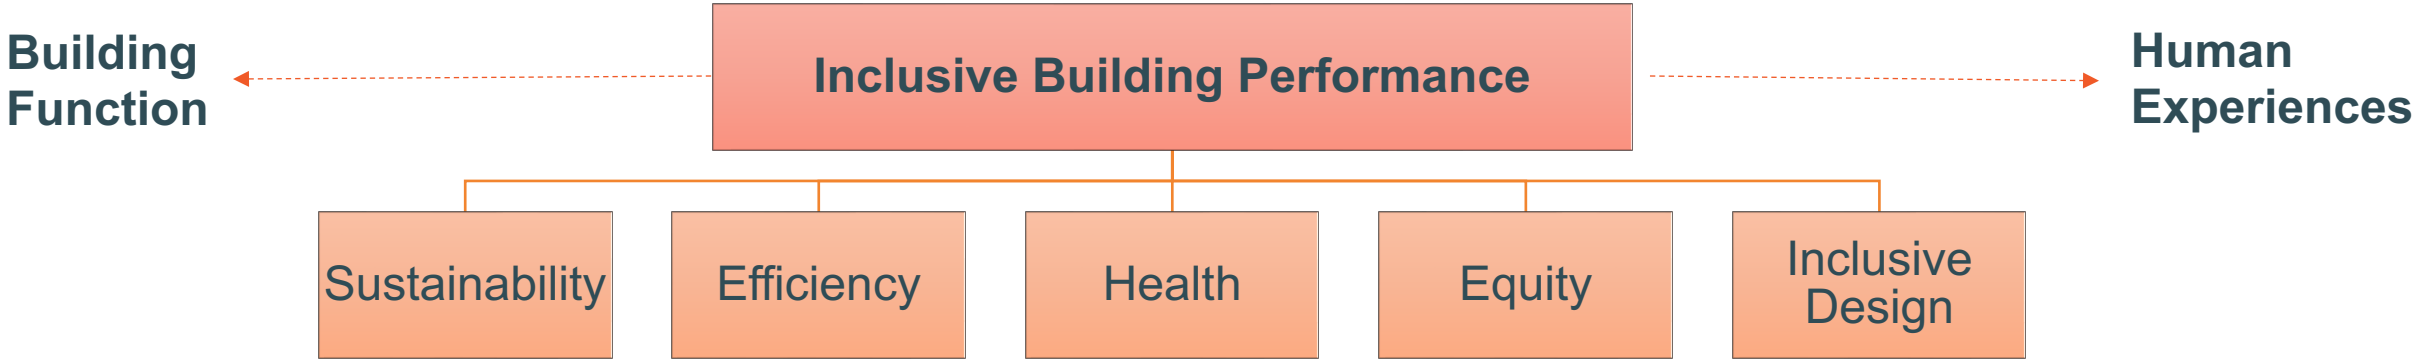 Building
Function
Inclusive Building Performance
Human
Experiences
Sustainability
Efficiency
Health
Equity
Inclusive
Design